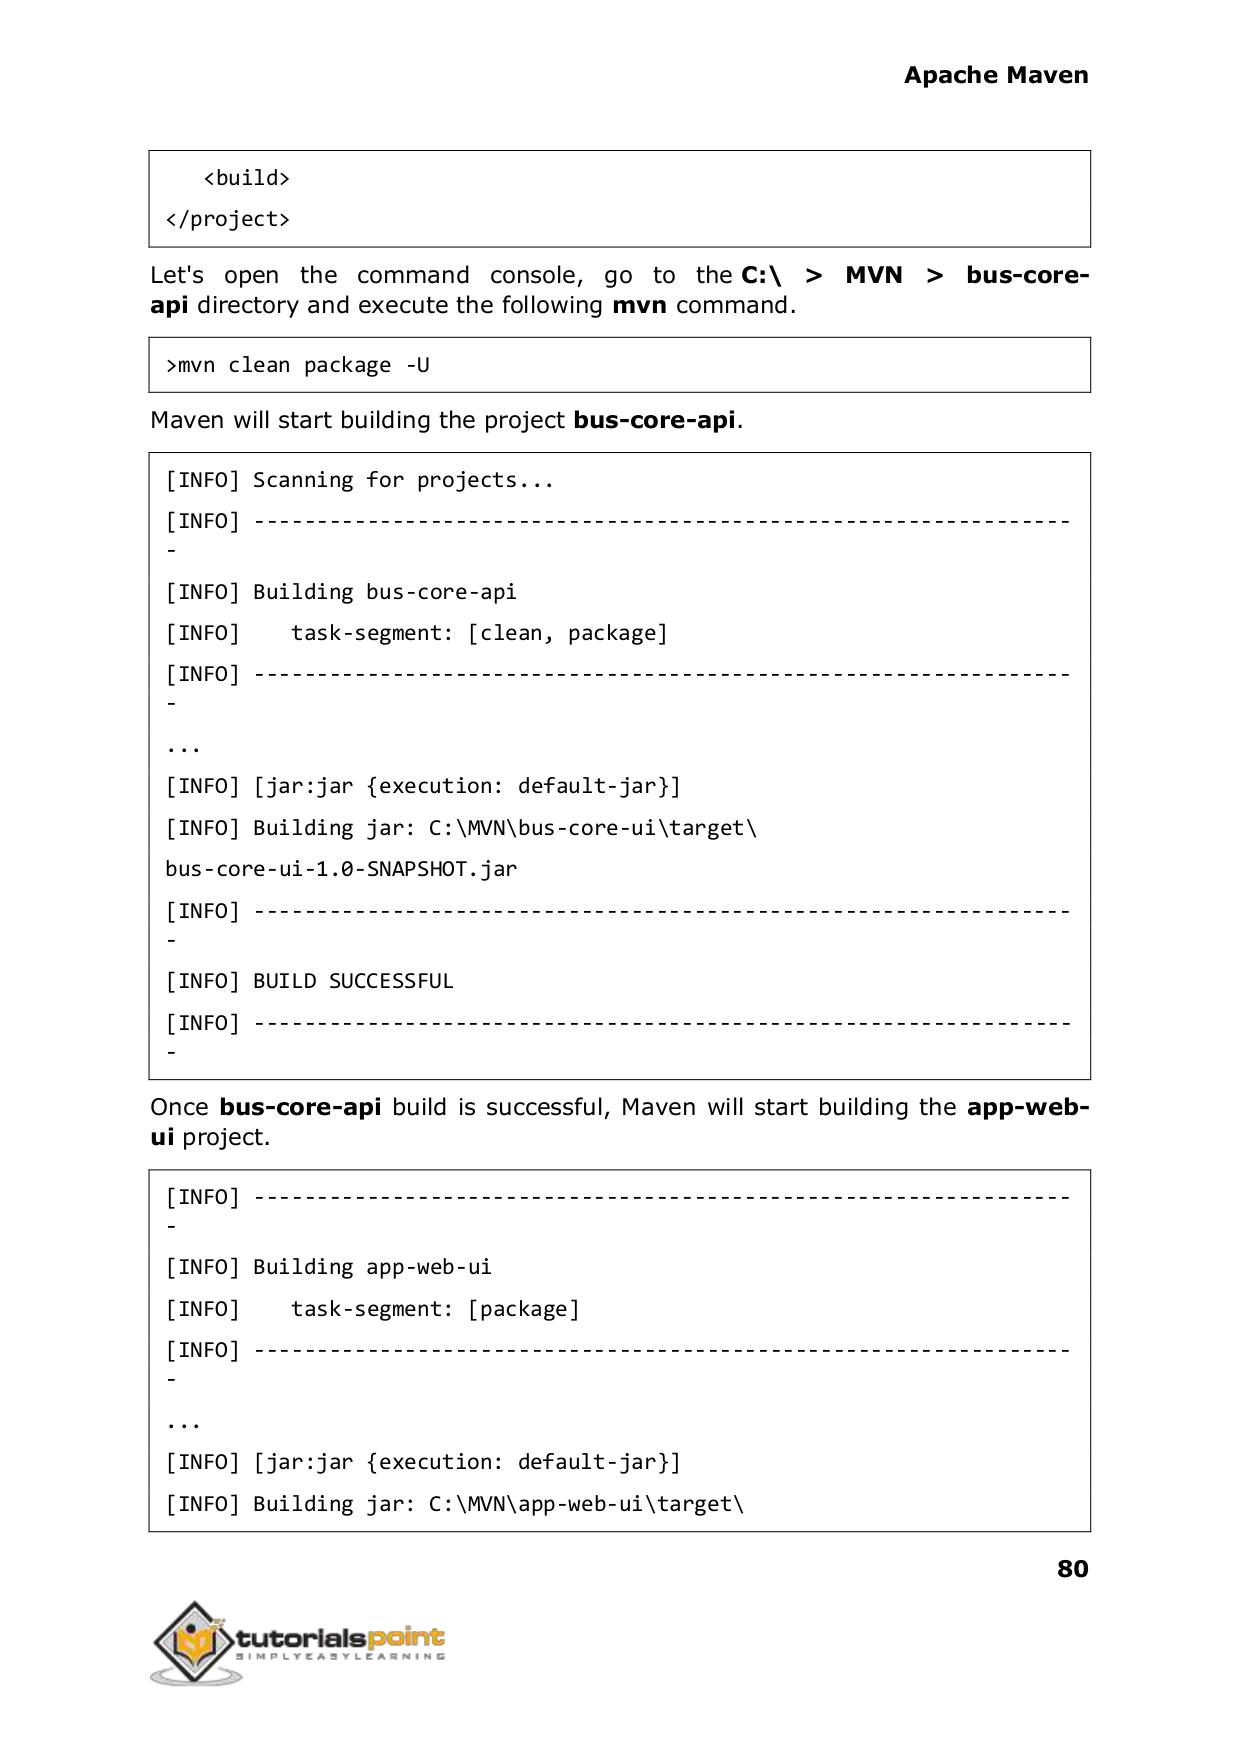 Apache Maven
<build>
</project>
Let's open the command console, go to the C:\ > MVN > bus-core-
api directory and execute the following mvn command.
>mvn clean package -U
Maven will start building the project bus-core-api.
[INFO] Scanning for projects...
[INFO] -----------------------------------------------------------------
-
[INFO] Building bus-core-api
[INFO]    task-segment: [clean, package]
[INFO] -----------------------------------------------------------------
-
...
[INFO] [jar:jar {execution: default-jar}]
[INFO] Building jar: C:\MVN\bus-core-ui\target\
bus-core-ui-1.0-SNAPSHOT.jar
[INFO] -----------------------------------------------------------------
-
[INFO] BUILD SUCCESSFUL
[INFO] -----------------------------------------------------------------
-
Once bus-core-api build is successful, Maven will start building the app-web-
ui project.
[INFO] -----------------------------------------------------------------
-
[INFO] Building app-web-ui
[INFO]    task-segment: [package]
[INFO] -----------------------------------------------------------------
-
...
[INFO] [jar:jar {execution: default-jar}]
[INFO] Building jar: C:\MVN\app-web-ui\target\
80
tutorialspoint
SIMPLYEASYLEARNING